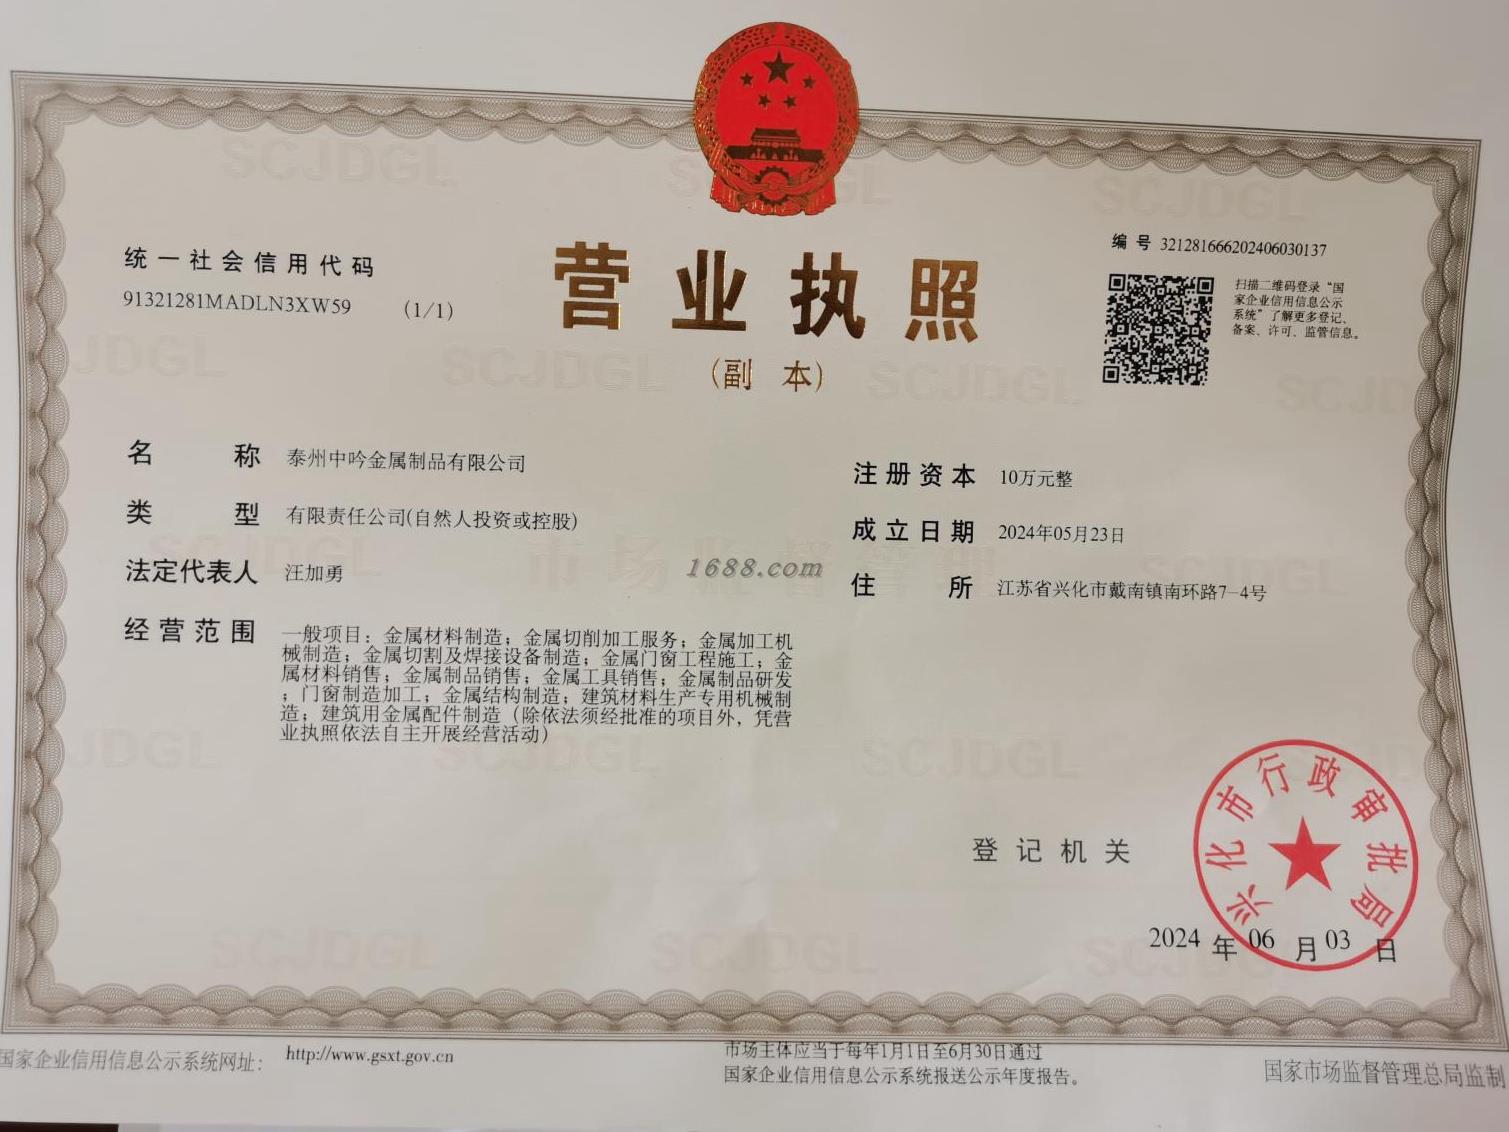 统一社会信用代码
91321281MADLN3XW59 (1/1)
营业执照
(副 本)
编号 321281666202406030137
扫描二维码登录“国
家企业信用信息公示
系统”了解更多登记、
备案、许可、监管信息。
名称 泰州中吟金属制品有限公司
类型 有限责任公司(自然人投资或控股)
法定代表人 汪加勇
经营范围 一般项目：金属材料制造；金属切削加工服务；金属加工机
械制造；金属切割及焊接设备制造；金属门窗工程施工；金
属材料销售；金属制品销售；金属工具销售；金属制品研发
；门窗制造加工；金属结构制造；建筑材料生产专用机械制
造；建筑用金属配件制造（除依法须经批准的项目外，凭营
业执照依法自主开展经营活动）
注册资本 10万元整
成立日期 2024年05月23日
住所 江苏省兴化市戴南镇南环路7-4号
市场监督管理
1688.com
SCJDGL
登记机关
兴化市行政审批局
2024 年 06 月 03 日
国家企业信用信息公示系统网址： http://www.gsxt.gov.cn
市场主体应当于每年1月1日至6月30日通过
国家企业信用信息公示系统报送公示年度报告。
国家市场监督管理总局监制